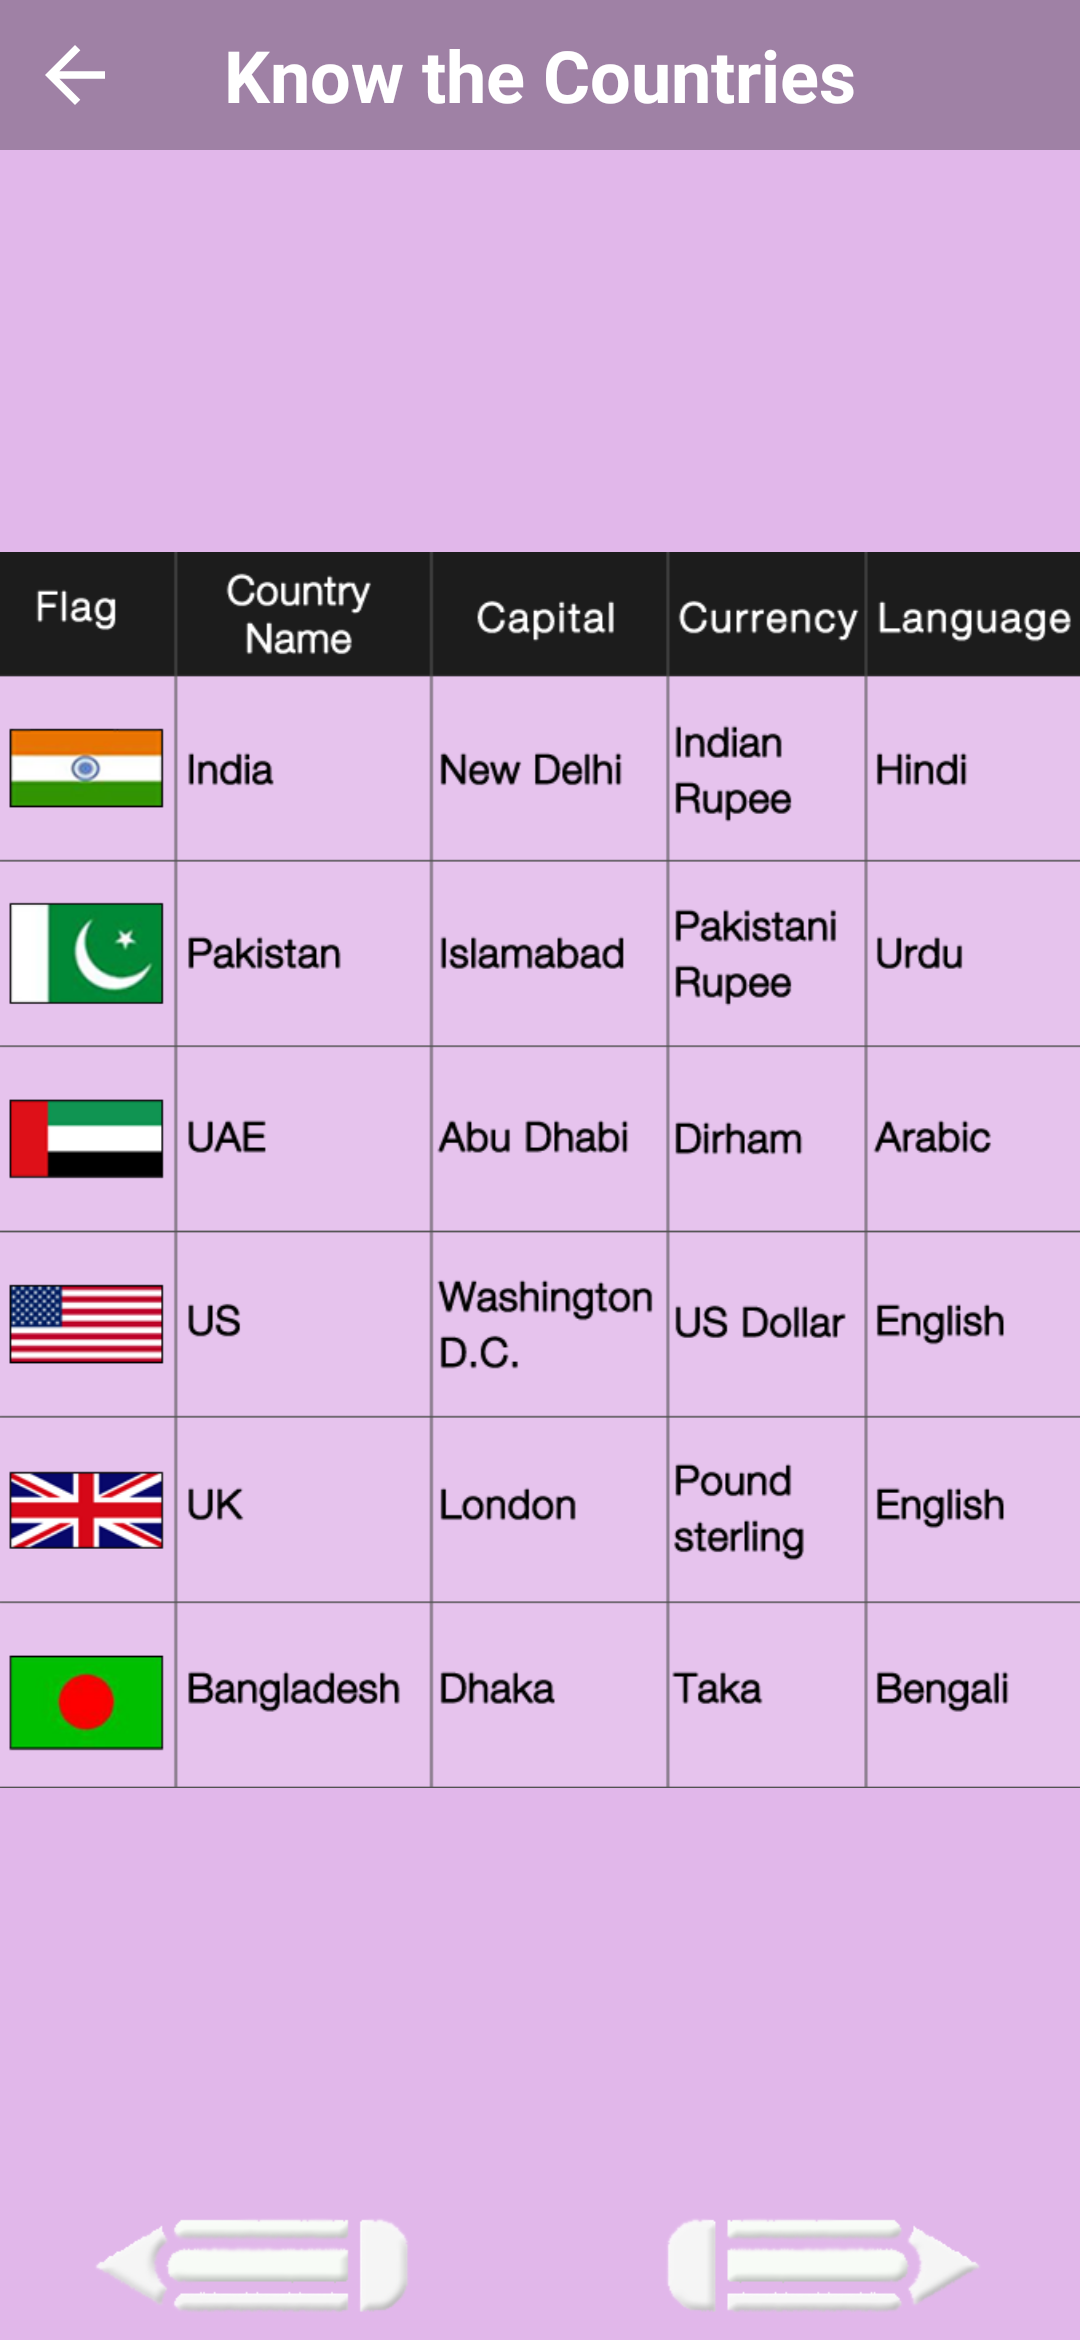 Know the Countries
Flag
Country
Name
Capital
Currency
Language
India
New Delhi
Indian
Rupee
Hindi
Pakistan
Islamabad
Pakistani
Rupee
Urdu
UAE
Abu Dhabi
Dirham
Arabic
US
Washington
D.C.
US Dollar
English
UK
London
Pound
sterling
English
Bangladesh
Dhaka
Taka
Bengali